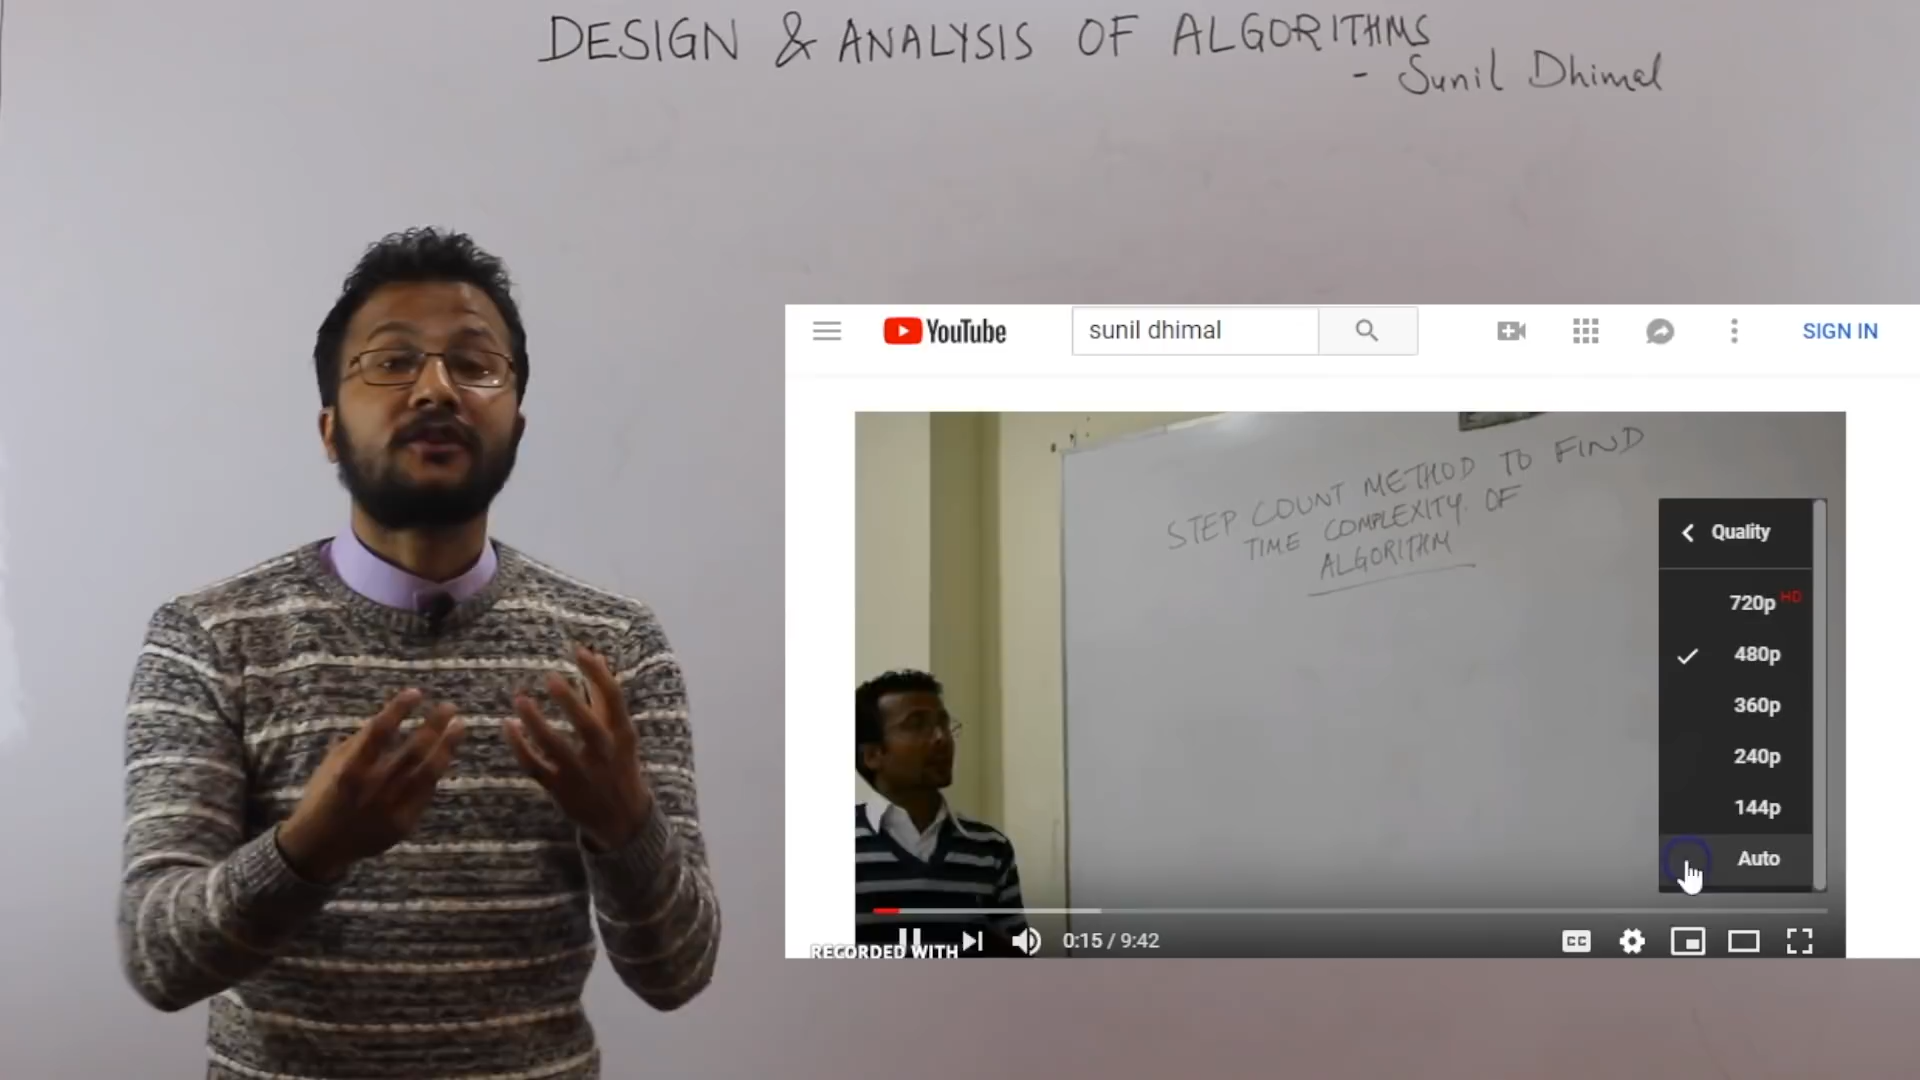 DESIGN & ANALYSIS OF ALGORITHMS
- Sunil Dhimal
YouTube
sunil dhimal
SIGN IN
STEP COUNT METHOD TO FIND
TIME COMPLEXITY OF
ALGORITHM
Quality
720p HD
480p
360p
240p
144p
Auto
0:15 / 9:42
CC
RECORDED WITH